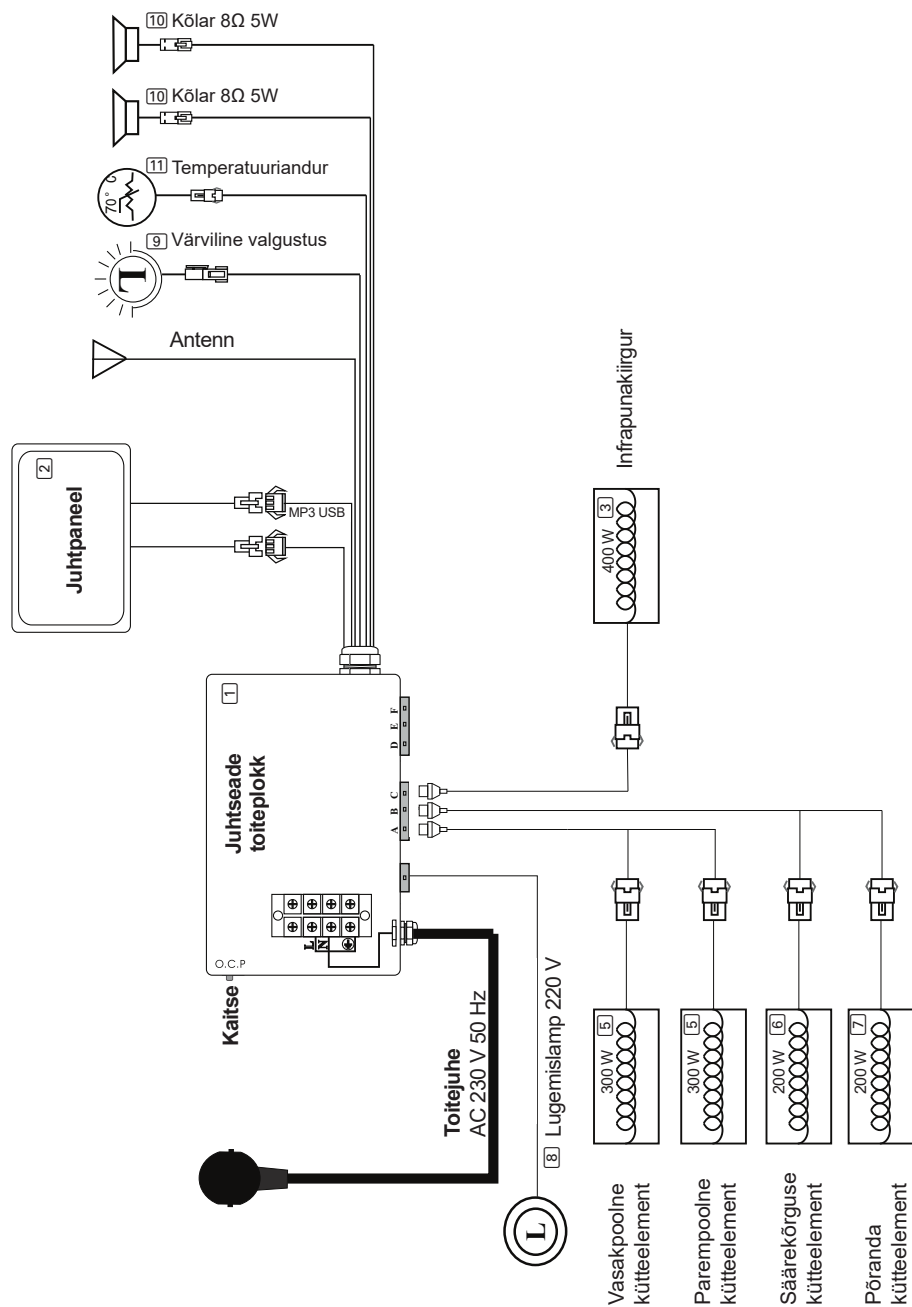 10 Kõlar 8Ω 5W
10 Kõlar 8Ω 5W
11 Temperatuuriandur
70° C
9 Värviline valgustus
L
Antenn
2
Juhtpaneel
MP3 USB
1
Juhtseade
toiteplokk
A B C
D E F
L
N
O.C.P
Kaitse
Toitejuhe
AC 230 V 50 Hz
8 Lugemislamp 220 V
L
3
400 W
Infrapunakiirgur
5
300 W
Vasakpoolne
kütteelement
5
300 W
Parempoolne
kütteelement
6
200 W
Säärekõrguse
kütteelement
7
200 W
Põranda
kütteelement